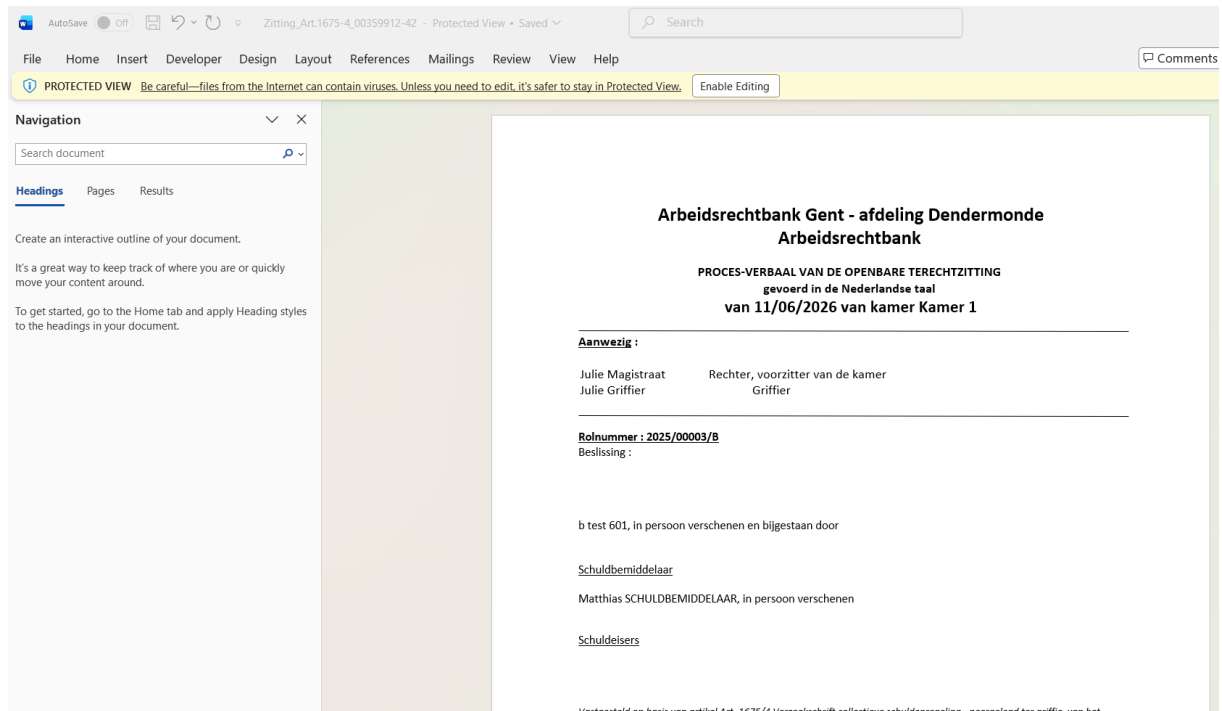 AutoSave Off Zitting_Art.1675-4_00359912-42 - Protected View • Saved Search
File Home Insert Developer Design Layout References Mailings Review View Help Comments
PROTECTED VIEW Be careful—files from the Internet can contain viruses. Unless you need to edit, it's safer to stay in Protected View. Enable Editing
Navigation
Search document
Headings Pages Results
Create an interactive outline of your document.
It's a great way to keep track of where you are or quickly
move your content around.
To get started, go to the Home tab and apply Heading styles
to the headings in your document.
Arbeidsrechtbank Gent - afdeling Dendermonde
Arbeidsrechtbank
PROCES-VERBAAL VAN DE OPENBARE TERECHTZITTING
gevoerd in de Nederlandse taal
van 11/06/2026 van kamer Kamer 1
Aanwezig :
Julie Magistraat Rechter, voorzitter van de kamer
Julie Griffier Griffier
Rolnummer : 2025/00003/B
Beslissing :
b test 601, in persoon verschenen en bijgestaan door
Schuldbemiddelaar
Matthias SCHULDBEMIDDELAAR, in persoon verschenen
Schuldeisers